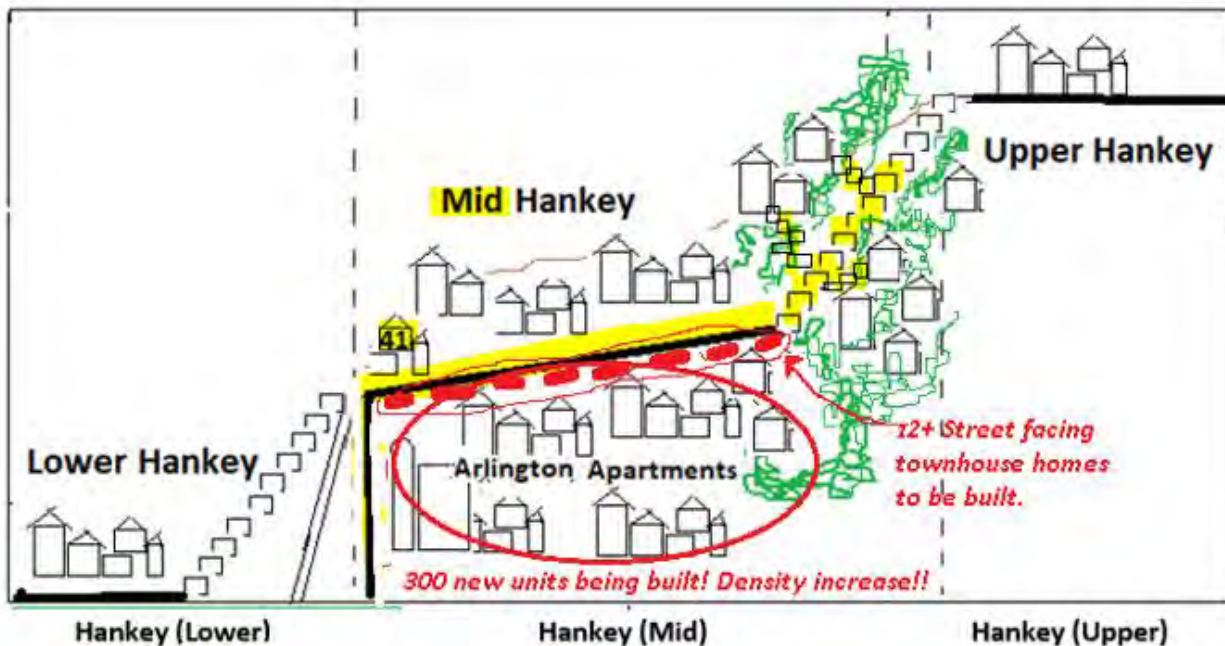 Upper Hankey
Mid Hankey
41
Lower Hankey
Arlington Apartments
12+ Street facing
townhouse homes
to be built.
300 new units being built! Density increase!!
Hankey (Lower)
Hankey (Mid)
Hankey (Upper)